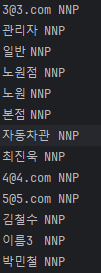 3@3.com NNP
관리자 NNP
일반 NNP
노원점 NNP
노원 NNP
본점 NNP
자동차관 NNP
최진욱 NNP
4@4.com NNP
5@5.com NNP
김철수 NNP
이름3 NNP
박민철 NNP